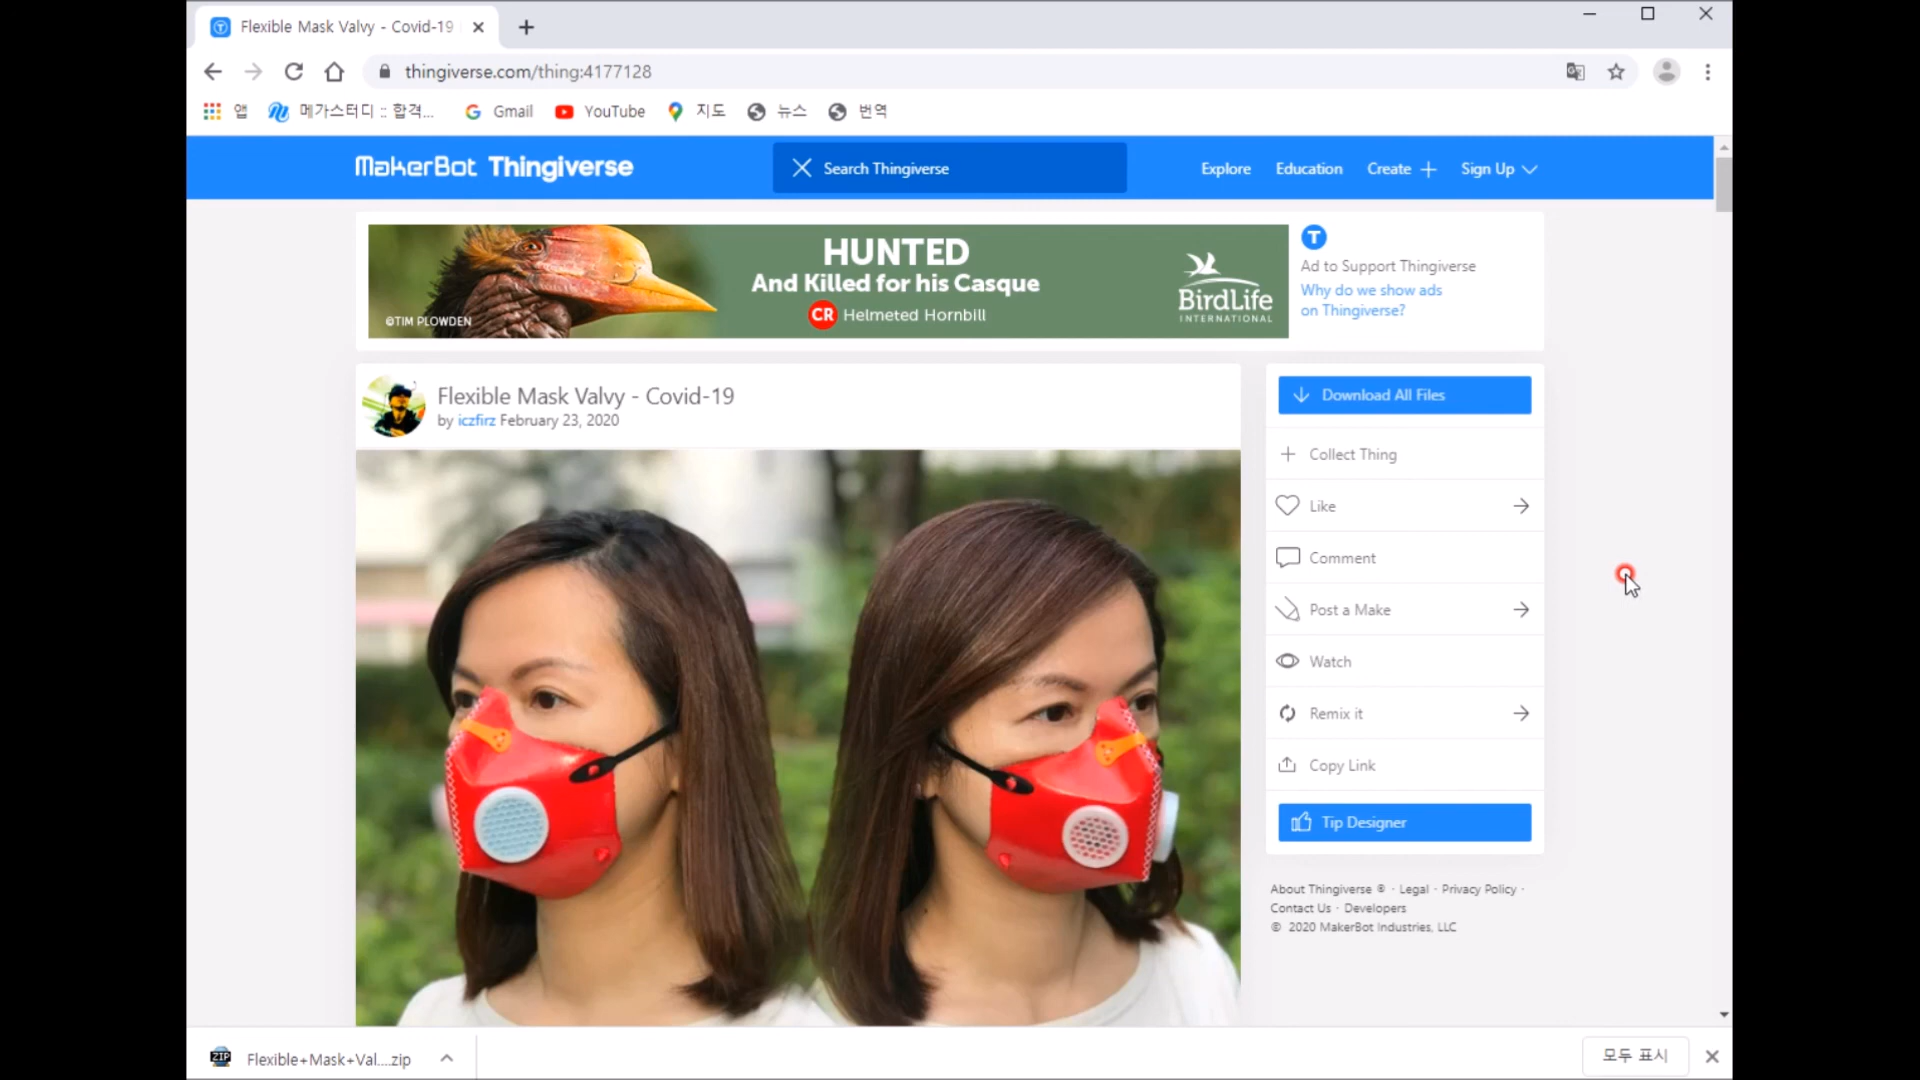 Flexible Mask Valvy - Covid-19
thingiverse.com/thing:4177128
앱 메가스터디 :: 합격... Gmail YouTube 지도 뉴스 번역
MakerBot Thingiverse
Search Thingiverse
Explore Education Create Sign Up
HUNTED
And Killed for his Casque
CR Helmeted Hornbill
©TIM PLOWDEN
BirdLife
INTERNATIONAL
T
Ad to Support Thingiverse
Why do we show ads
on Thingiverse?
Flexible Mask Valvy - Covid-19
by iczfirz February 23, 2020
Download All Files
Collect Thing
Like
Comment
Post a Make
Watch
Remix it
Copy Link
Tip Designer
About Thingiverse ® · Legal · Privacy Policy ·
Contact Us · Developers
© 2020 MakerBot Industries, LLC
ZIP Flexible+Mask+Val....zip
모두 표시